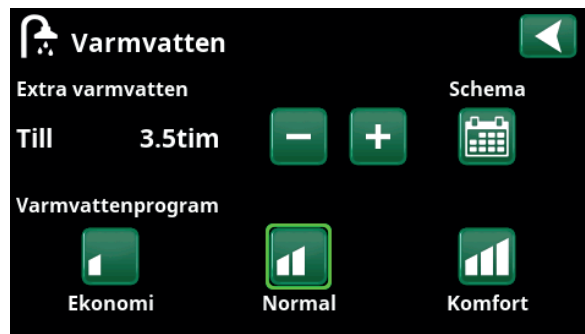 Varmvatten
Extra varmvatten
Schema
Till 3.5tim
Varmvattenprogram
Ekonomi
Normal
Komfort